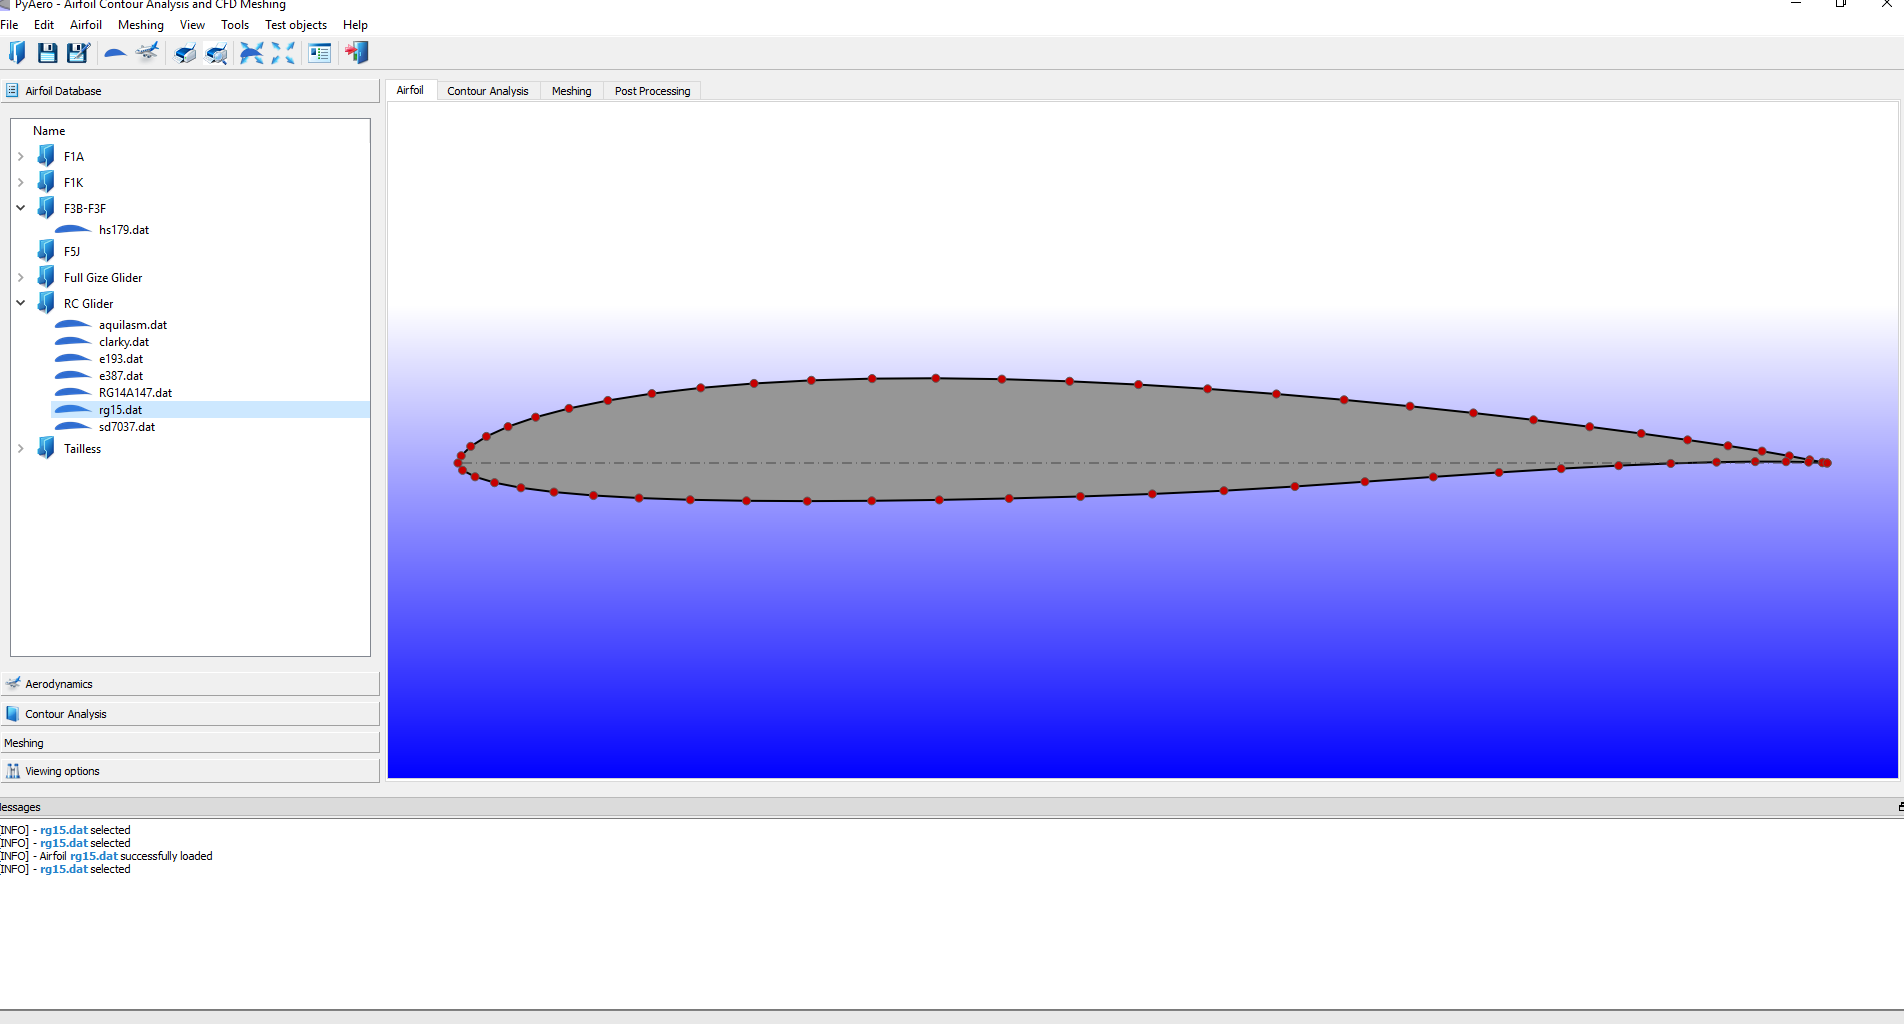 PyAero - Airfoil Contour Analysis and CFD Meshing
File Edit Airfoil Meshing View Tools Test objects Help
Airfoil Database
Airfoil Contour Analysis Meshing Post Processing
Name
F1A
F1K
F3B-F3F
hs179.dat
F5J
Full Gize Glider
RC Glider
aquilasm.dat
clarky.dat
e193.dat
e387.dat
RG14A147.dat
rg15.dat
sd7037.dat
Tailless
Aerodynamics
Contour Analysis
Meshing
Viewing options
essages
[INFO] - rg15.dat selected
[INFO] - rg15.dat selected
[INFO] - Airfoil rg15.dat successfully loaded
[INFO] - rg15.dat selected